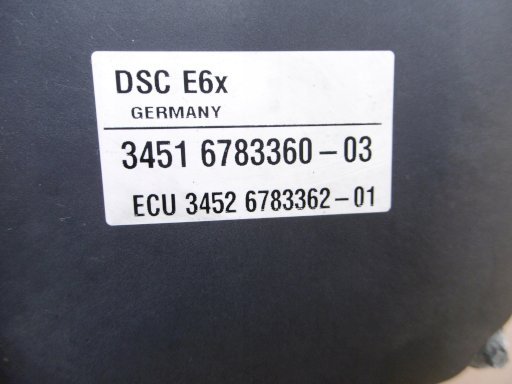 DSC E6x
GERMANY
3451 6783360-03
ECU 3452 6783362-01